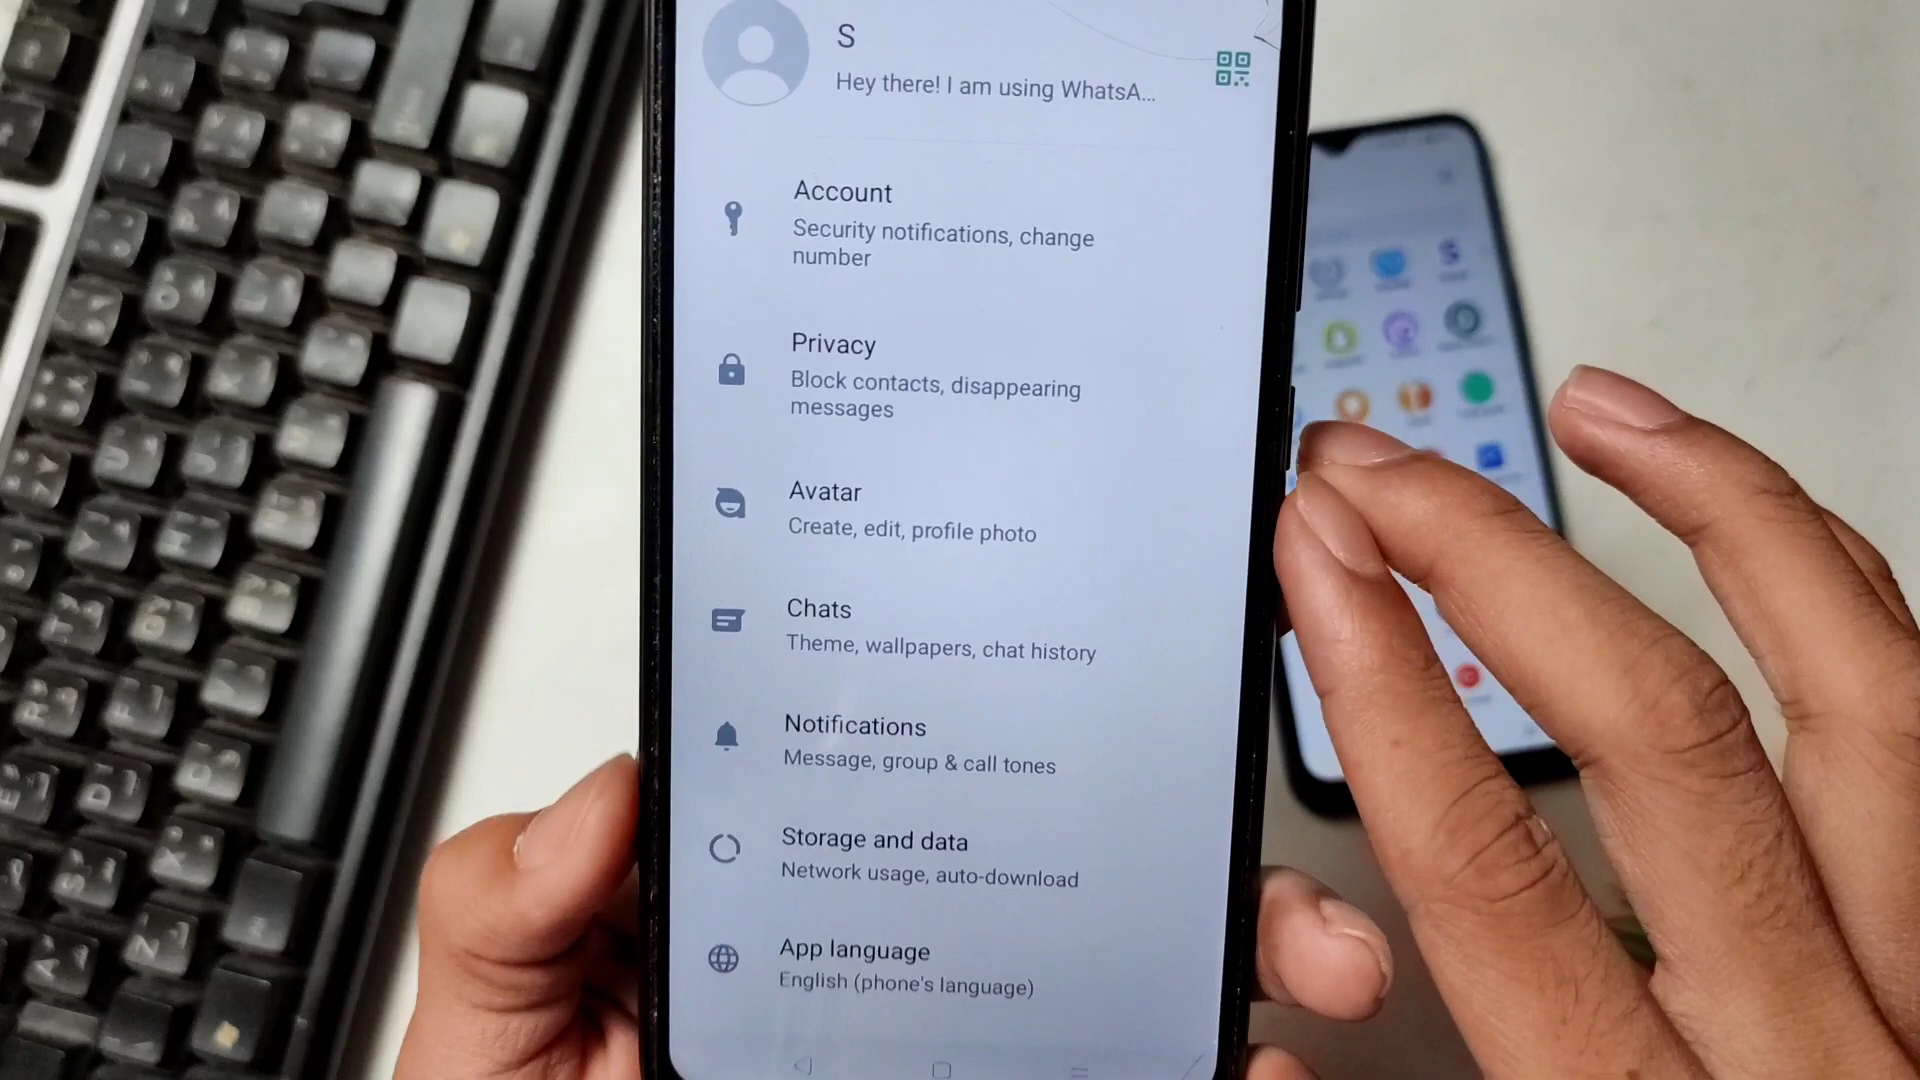 S
Hey there! I am using WhatsA...
Account
Security notifications, change
number
Privacy
Block contacts, disappearing
messages
Avatar
Create, edit, profile photo
Chats
Theme, wallpapers, chat history
Notifications
Message, group & call tones
Storage and data
Network usage, auto-download
App language
English (phone's language)